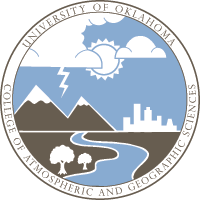 UNIVERSITY OF OKLAHOMA
COLLEGE OF ATMOSPHERIC AND GEOGRAPHIC SCIENCES